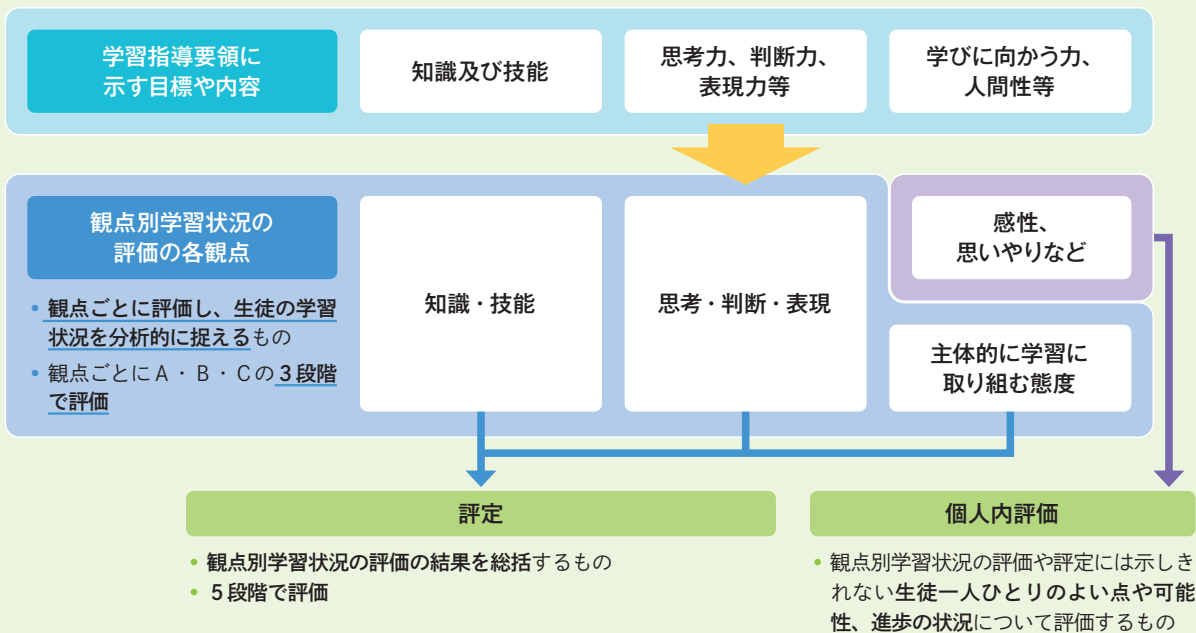 学習指導要領に
示す目標や内容
知識及び技能
思考力、判断力、
表現力等
学びに向かう力、
人間性等
観点別学習状況の
評価の各観点
• 観点ごとに評価し、生徒の学習
状況を分析的に捉えるもの
• 観点ごとにA・B・Cの3段階
で評価
知識・技能
思考・判断・表現
感性、
思いやりなど
主体的に学習に
取り組む態度
評定
• 観点別学習状況の評価の結果を総括するもの
• 5段階で評価
個人内評価
• 観点別学習状況の評価や評定には示しき
れない生徒一人ひとりのよい点や可能
性、進歩の状況について評価するもの